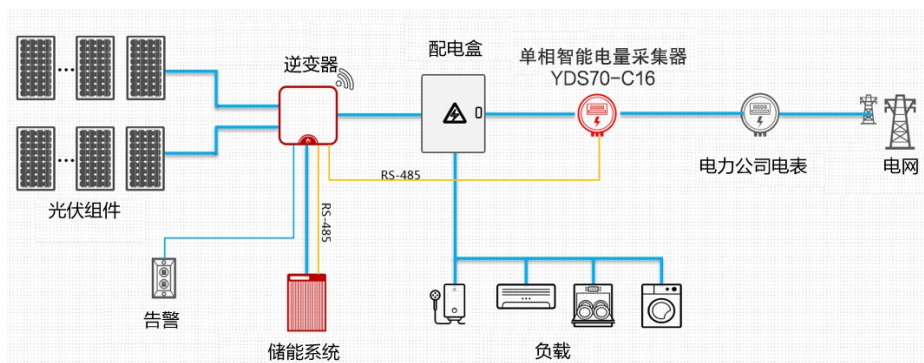 配电盒
单相智能电量采集器
YDS70-C16
逆变器
RS-485
电力公司电表
电网
光伏组件
RS-485
告警
储能系统
负载